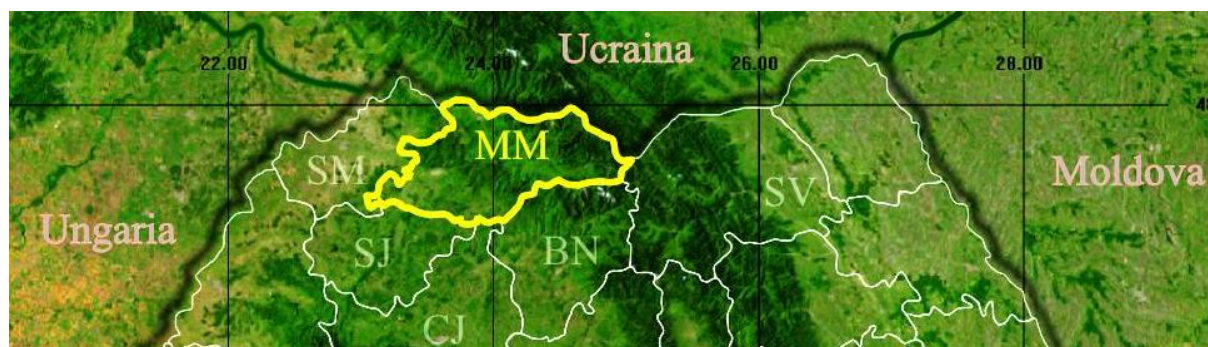 Ucraina
22.00
24.00
26.00
28.00
MM
SM
SV
Moldova
Ungaria
SJ
BN
CJ